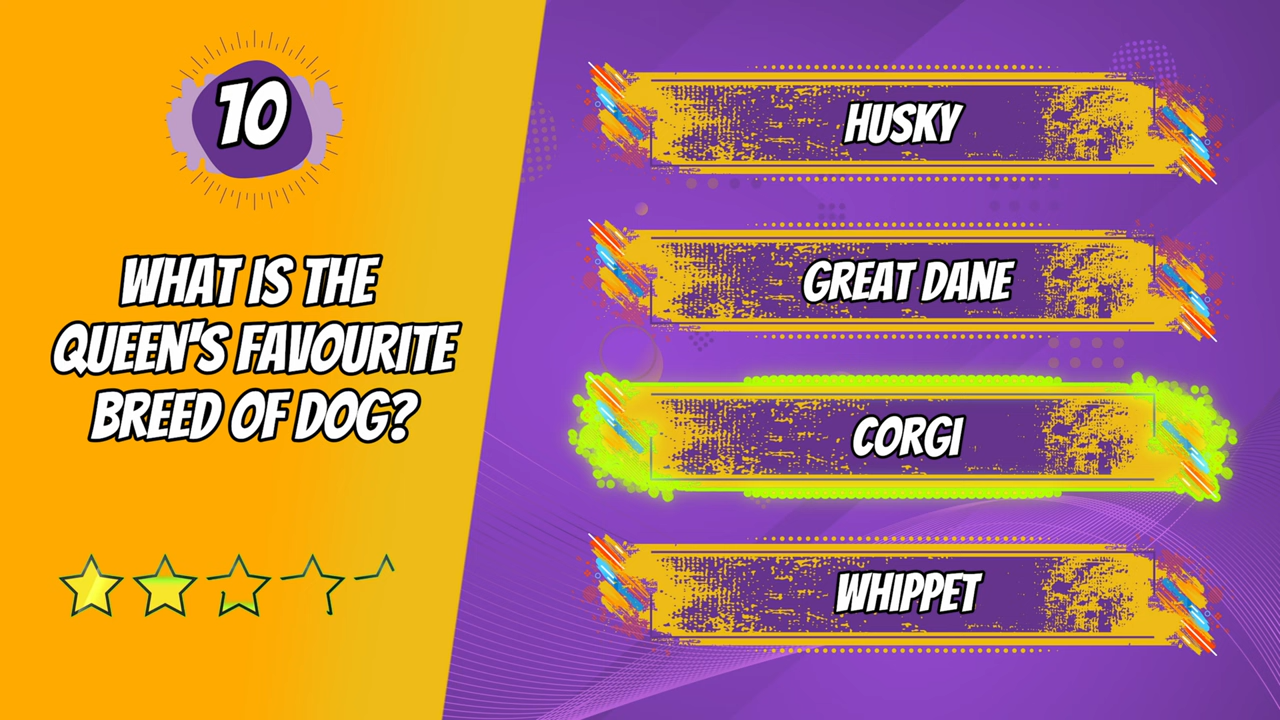 10
WHAT IS THE
QUEEN'S FAVOURITE
BREED OF DOG?
HUSKY
GREAT DANE
CORGI
WHIPPET